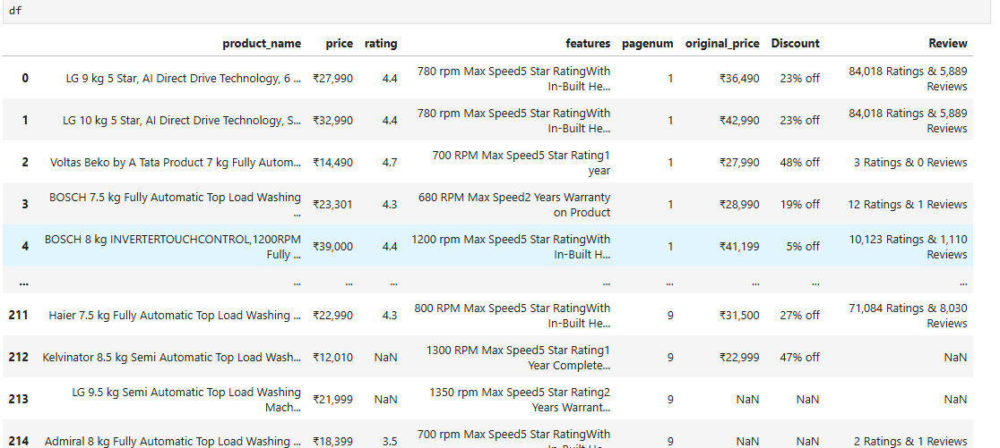 df
product_name price rating features pagenum original_price Discount Review
0 LG 9 kg 5 Star, AI Direct Drive Technology, 6 ... ₹27,990 4.4 780 rpm Max Speed5 Star RatingWith In-Built He... 1 ₹36,490 23% off 84,018 Ratings & 5,889 Reviews
1 LG 10 kg 5 Star, AI Direct Drive Technology, S... ₹32,990 4.4 780 rpm Max Speed5 Star RatingWith In-Built He... 1 ₹42,990 23% off 84,018 Ratings & 5,889 Reviews
2 Voltas Beko by A Tata Product 7 kg Fully Autom... ₹14,490 4.7 700 RPM Max Speed5 Star Rating1 year 1 ₹27,990 48% off 3 Ratings & 0 Reviews
3 BOSCH 7.5 kg Fully Automatic Top Load Washing ... ₹23,301 4.3 680 RPM Max Speed2 Years Warranty on Product 1 ₹28,990 19% off 12 Ratings & 1 Reviews
4 BOSCH 8 kg INVERTERTOUCHCONTROL,1200RPM Fully ... ₹39,000 4.4 1200 rpm Max Speed5 Star RatingWith In-Built H... 1 ₹41,199 5% off 10,123 Ratings & 1,110 Reviews
... ... ... ... ... ... ... ... ...
211 Haier 7.5 kg Fully Automatic Top Load Washing ... ₹22,990 4.3 800 RPM Max Speed5 Star RatingWith In-Built He... 9 ₹31,500 27% off 71,084 Ratings & 8,030 Reviews
212 Kelvinator 8.5 kg Semi Automatic Top Load Wash... ₹12,010 NaN 1300 RPM Max Speed5 Star Rating1 Year Complete... 9 ₹22,999 47% off NaN
213 LG 9.5 kg Semi Automatic Top Load Washing Mach... ₹21,999 NaN 1350 rpm Max Speed5 Star Rating2 Years Warrant... 9 NaN NaN NaN
214 Admiral 8 kg Fully Automatic Top Load Washing ... ₹18,399 3.5 700 rpm Max Speed5 Star RatingWith In-Built He... 9 NaN NaN 2 Ratings & 1 Reviews